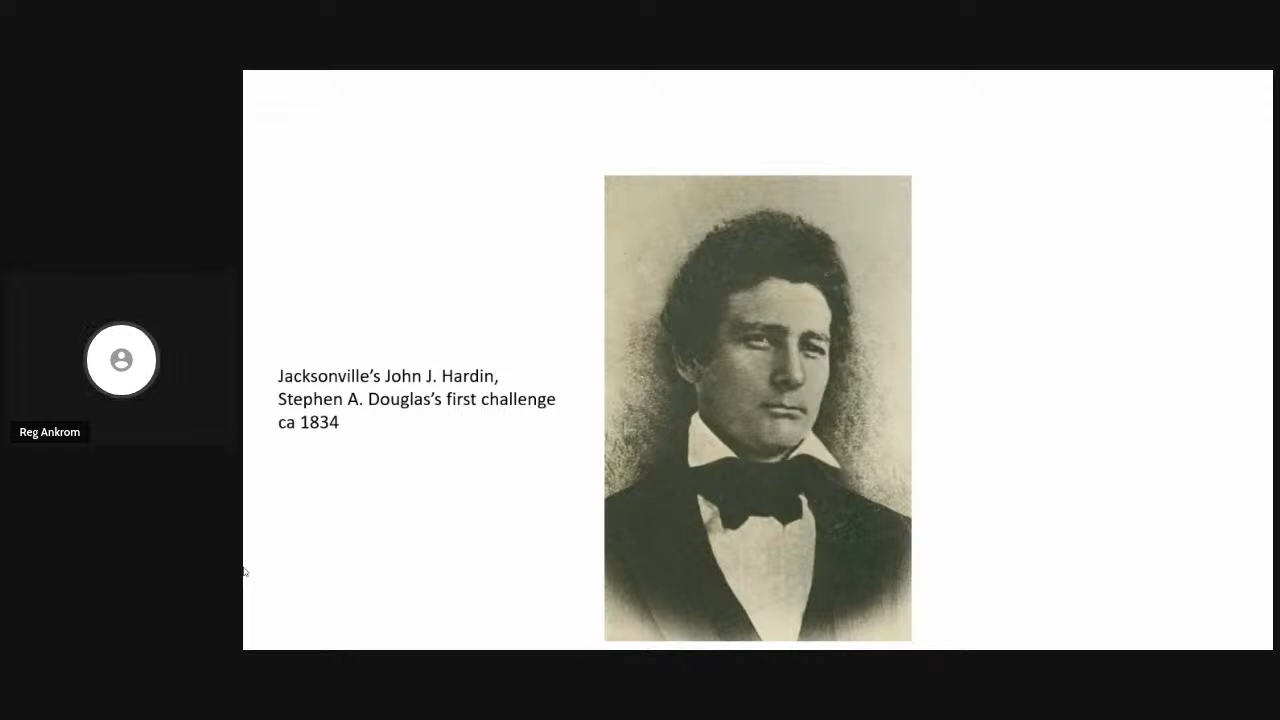 Jacksonville’s John J. Hardin,
Stephen A. Douglas’s first challenge
ca 1834
Reg Ankrom